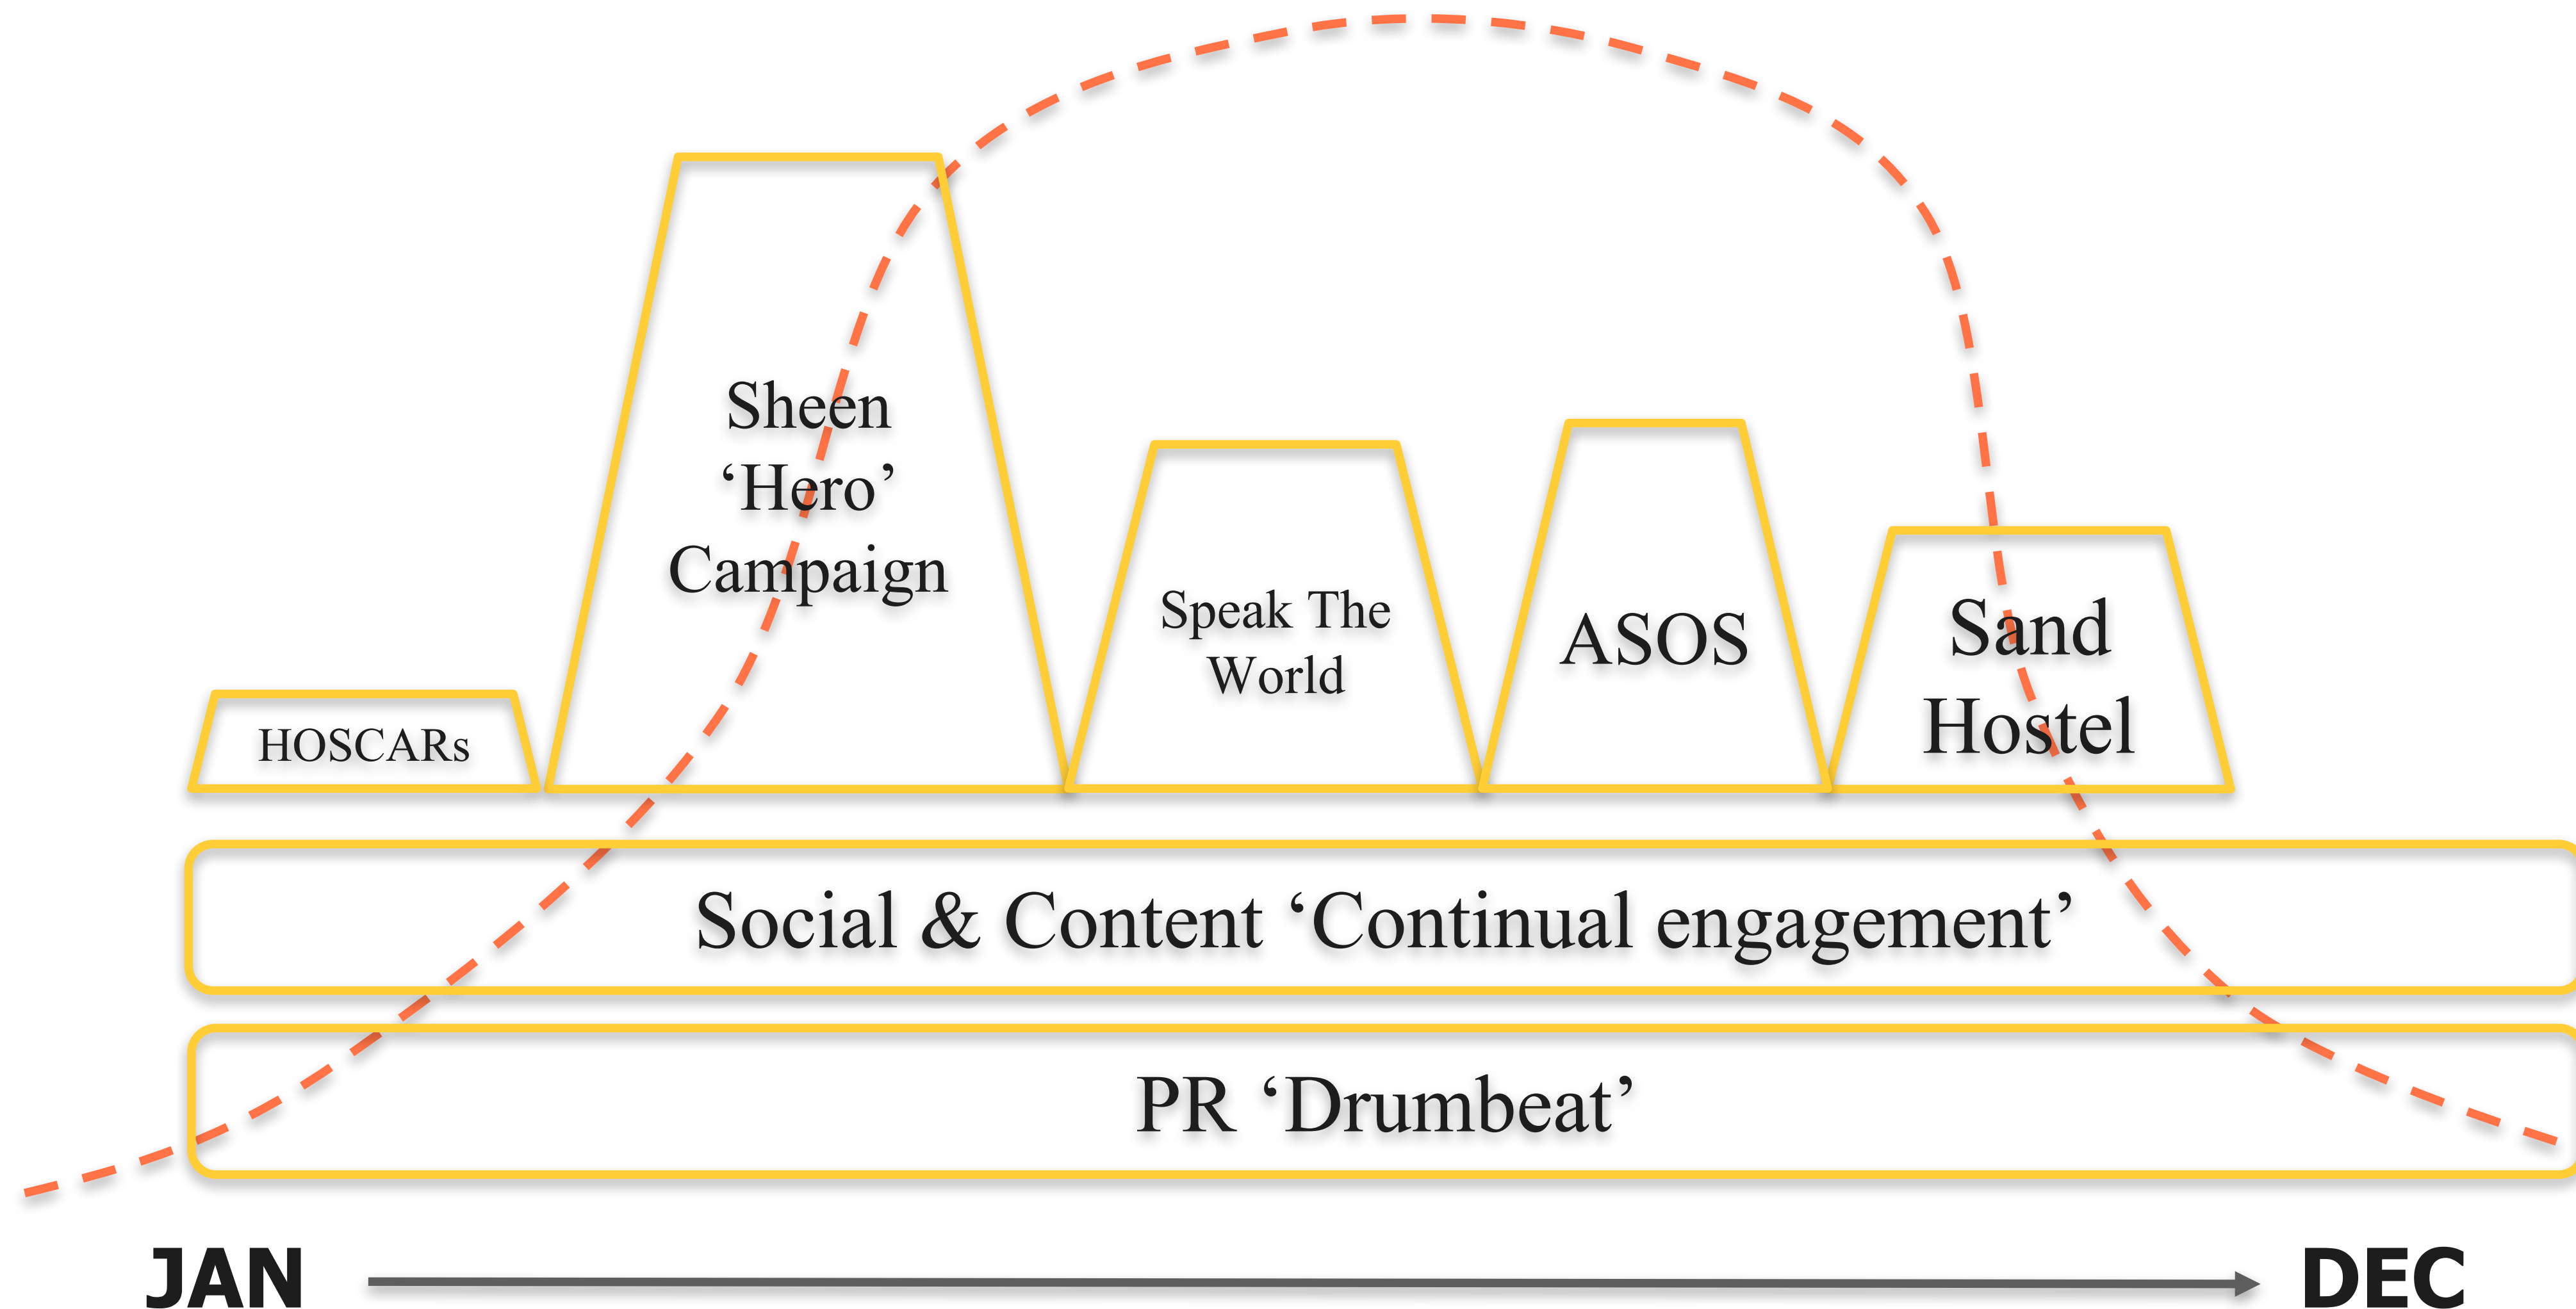 Sheen
‘Hero’
Campaign
Speak The
World
ASOS
Sand
Hostel
HOSCARs
Social & Content ‘Continual engagement’
PR ‘Drumbeat’
JAN
DEC